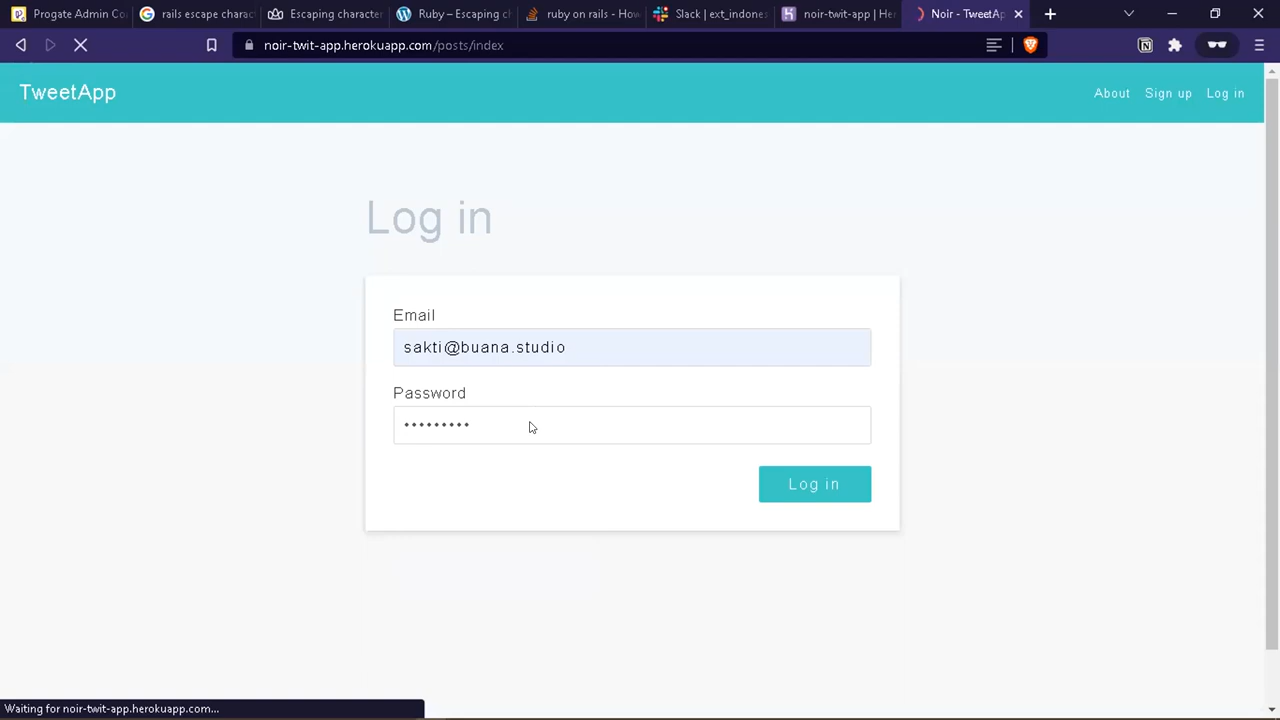 Progate Admin Co
rails escape charac
Escaping character
Ruby – Escaping ch
ruby on rails - How
Slack | ext_indones
noir-twit-app | He
Noir - TweetAp
noir-twit-app.herokuapp.com/posts/index
TweetApp
About
Sign up
Log in
Log in
Email
sakti@buana.studio
Password
•••••••••
Log in
Waiting for noir-twit-app.herokuapp.com...